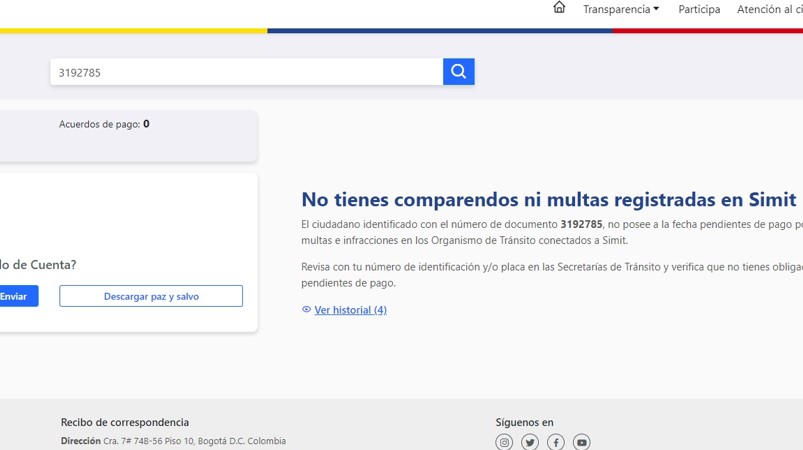 Transparencia Participa Atención al
3192785
Acuerdos de pago: 0
No tienes comparendos ni multas registradas en Simit
El ciudadano identificado con el número de documento 3192785, no posee a la fecha pendientes de pago
multas e infracciones en los Organismo de Tránsito conectados a Simit.
de Cuenta?
Revisa con tu número de identificación y/o placa en las Secretarías de Tránsito y verifica que no tienes
pendientes de pago.
Enviar Descargar paz y salvo
Ver historial (4)
Recibo de correspondencia
Dirección Cra. 7# 74B-56 Piso 10, Bogotá D.C. Colombia
Síguenos en